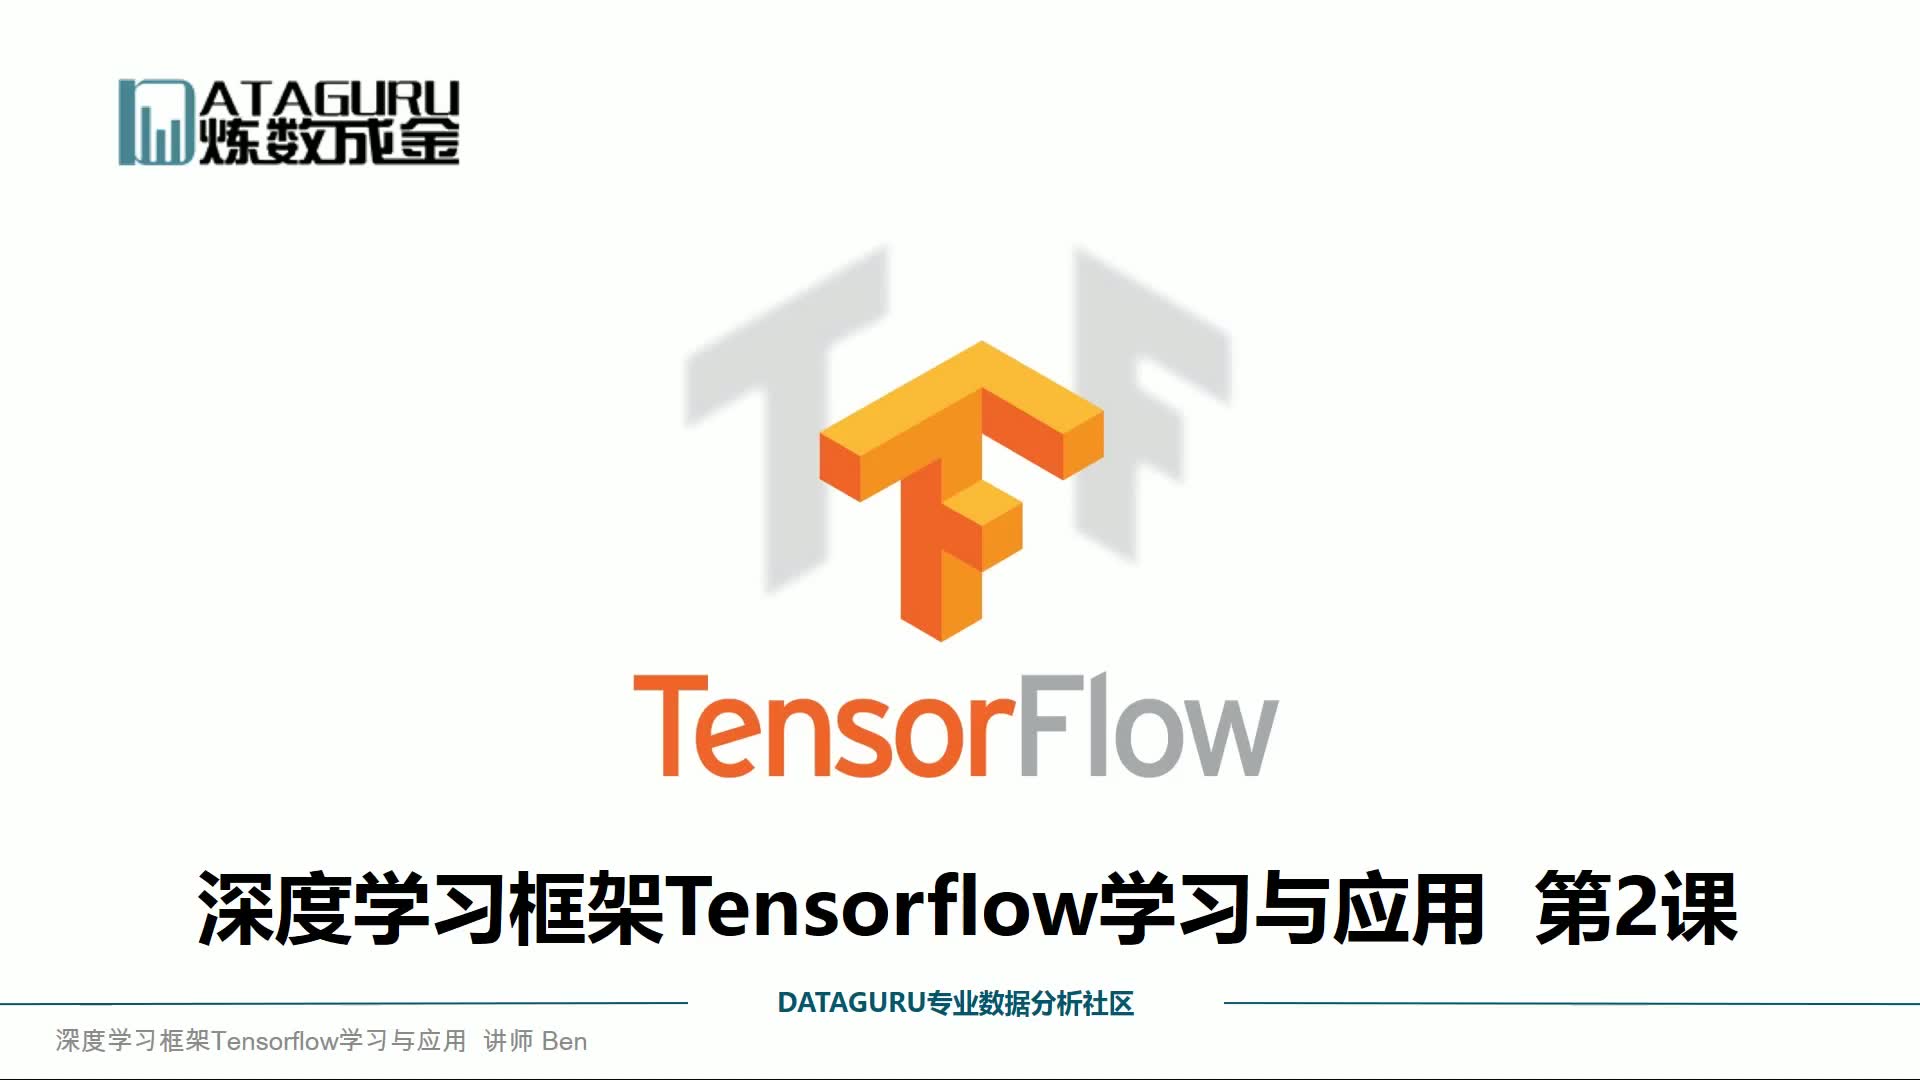 DATAGURU
炼数成金
TensorFlow
深度学习框架Tensorflow学习与应用 第2课
DATAGURU专业数据分析社区
深度学习框架Tensorflow学习与应用 讲师 Ben